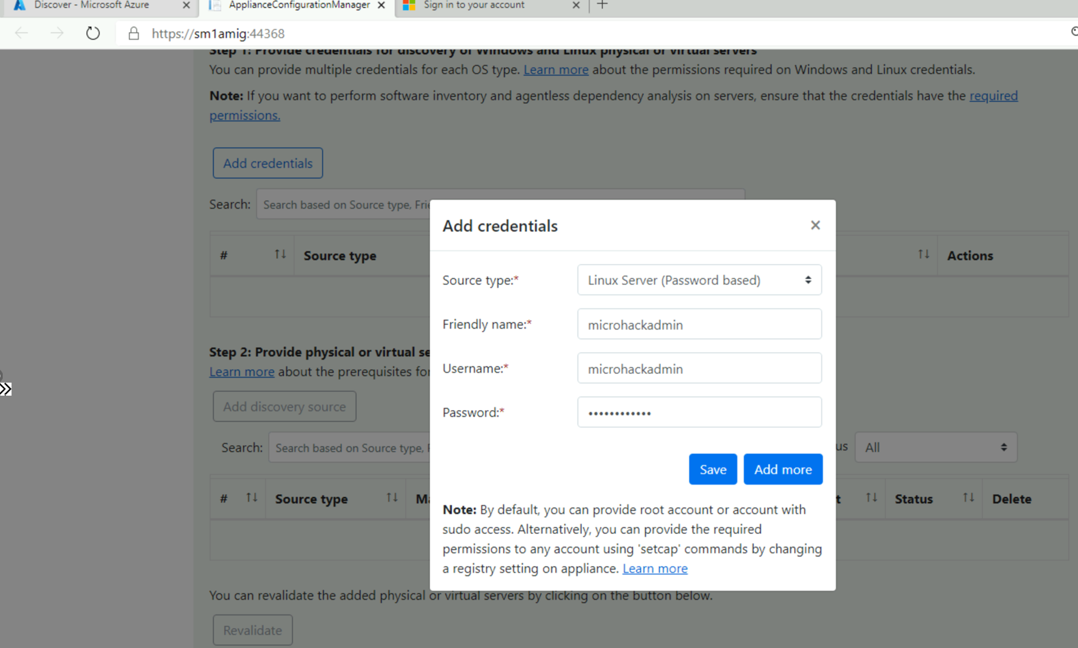 Discover - Microsoft Azure
ApplianceConfigurationManager
Sign in to your account
https://sm1amig:44368
Step 1: Provide credentials for discovery of Windows and Linux physical or virtual servers
You can provide multiple credentials for each OS type. Learn more about the permissions required on Windows and Linux credentials.
Note: If you want to perform software inventory and agentless dependency analysis on servers, ensure that the credentials have the required
permissions.
Add credentials
Search: Search based on Source type, Frie
# Source type Actions
Add credentials
Source type:* Linux Server (Password based)
Friendly name:* microhackadmin
Username:* microhackadmin
Password:* ••••••••••••
Save Add more
Note: By default, you can provide root account or account with
sudo access. Alternatively, you can provide the required
permissions to any account using 'setcap' commands by changing
a registry setting on appliance. Learn more
Step 2: Provide physical or virtual se
Learn more about the prerequisites fo
Add discovery source
Search: Search based on Source type, us All
# Source type Ma t Status Delete
You can revalidate the added physical or virtual servers by clicking on the button below.
Revalidate